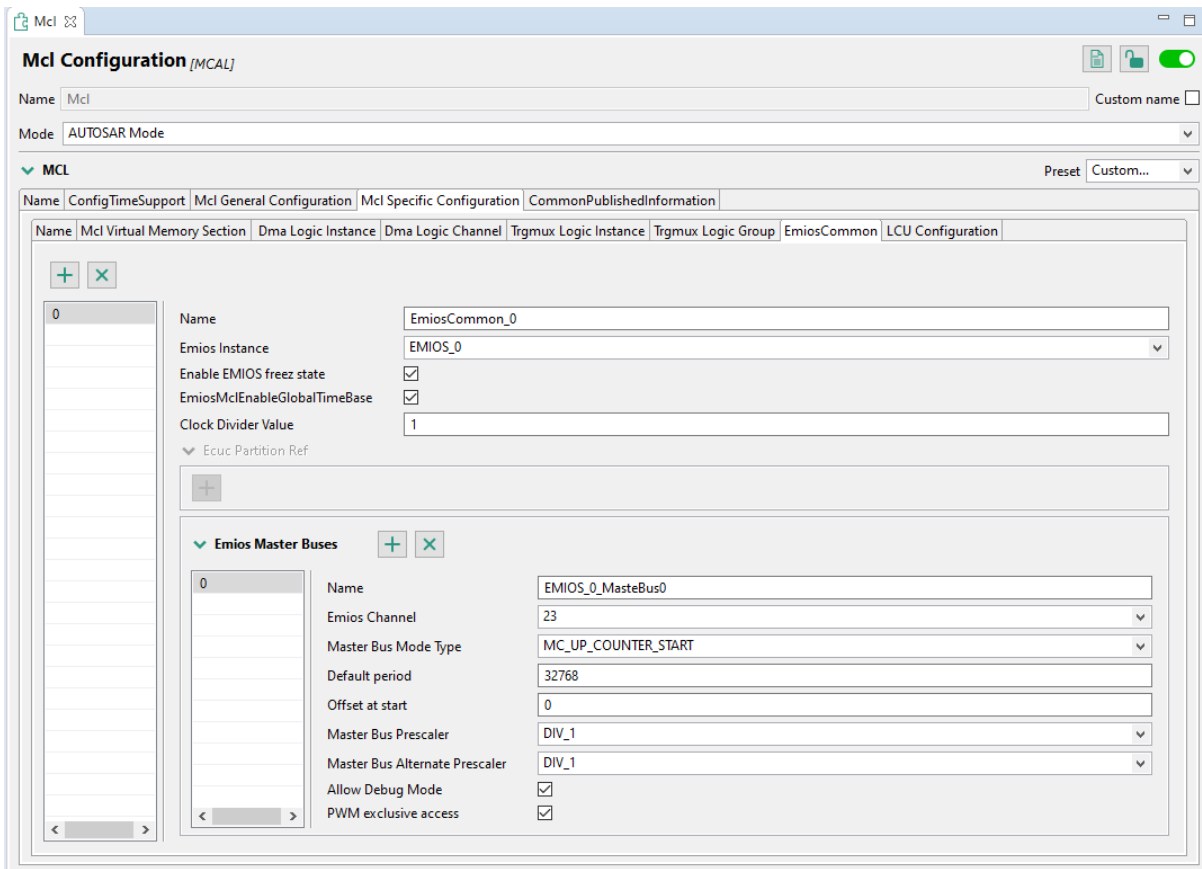 Mcl
Mcl Configuration [MCAL]
Name Mcl Custom name
Mode AUTOSAR Mode
MCL Preset Custom...
Name ConfigTimeSupport Mcl General Configuration Mcl Specific Configuration CommonPublishedInformation
Name Mcl Virtual Memory Section Dma Logic Instance Dma Logic Channel Trgmux Logic Instance Trgmux Logic Group EmiosCommon LCU Configuration
0
Name EmiosCommon_0
Emios Instance EMIOS_0
Enable EMIOS freez state
EmiosMclEnableGlobalTimeBase
Clock Divider Value 1
Ecuc Partition Ref
Emios Master Buses
0
Name EMIOS_0_MasteBus0
Emios Channel 23
Master Bus Mode Type MC_UP_COUNTER_START
Default period 32768
Offset at start 0
Master Bus Prescaler DIV_1
Master Bus Alternate Prescaler DIV_1
Allow Debug Mode
PWM exclusive access